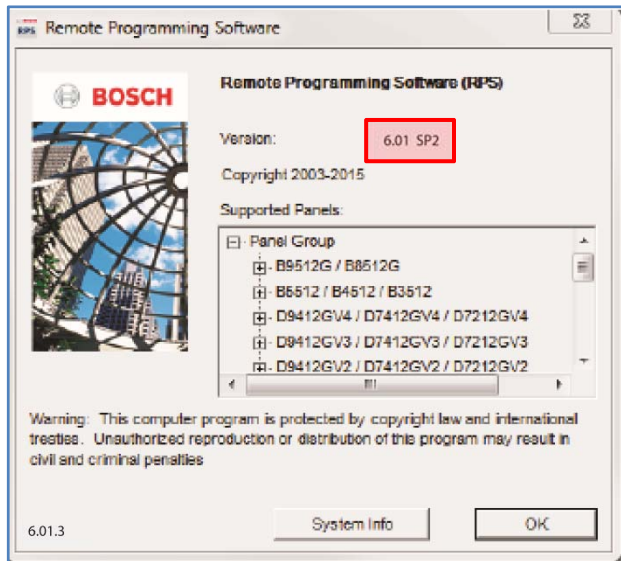 RPS Remote Programming Software
BOSCH
Remote Programming Software (RPS)
Version: 6.01 SP2
Copyright 2003-2015
Supported Panels:
Panel Group
B9512G / B8512G
B5512 / B4512 / B3512
D9412GV4 / D7412GV4 / D7212GV4
D9412GV3 / D7412GV3 / D7212GV3
D9412GV2 / D7412GV2 / D7212GV2
Warning: This computer program is protected by copyright law and international
treaties. Unauthorized reproduction or distribution of this program may result in
civil and criminal penalties
6.01.3
System Info
OK